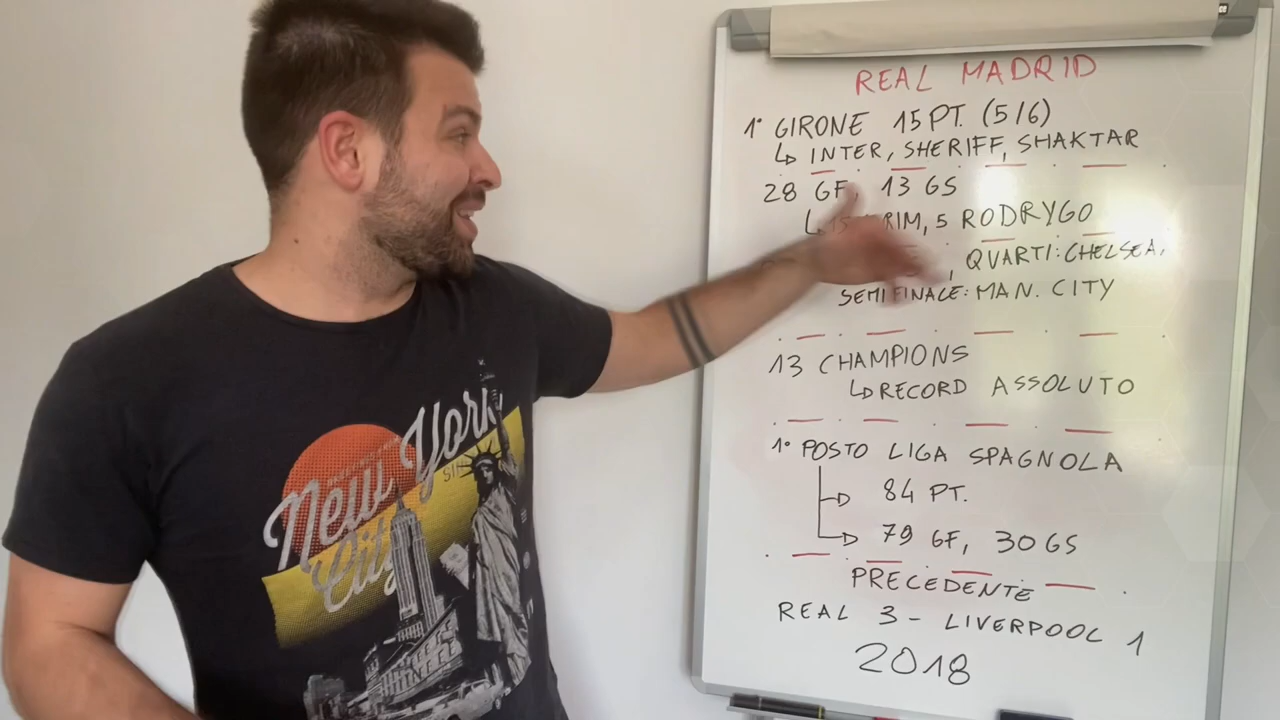 REAL MADRID
1° GIRONE 15 PT. (5/6)
↳ INTER, SHERIFF, SHAKTAR
28 GF, 13 GS
5 RODRYGO
QUARTI: CHELSEA,
SEMIFINALE: MAN. CITY
13 CHAMPIONS
↳ RECORD ASSOLUTO
1° POSTO LIGA SPAGNOLA
84 PT.
79 GF, 30 GS
PRECEDENTE
REAL 3 - LIVERPOOL 1
2018
New York
City